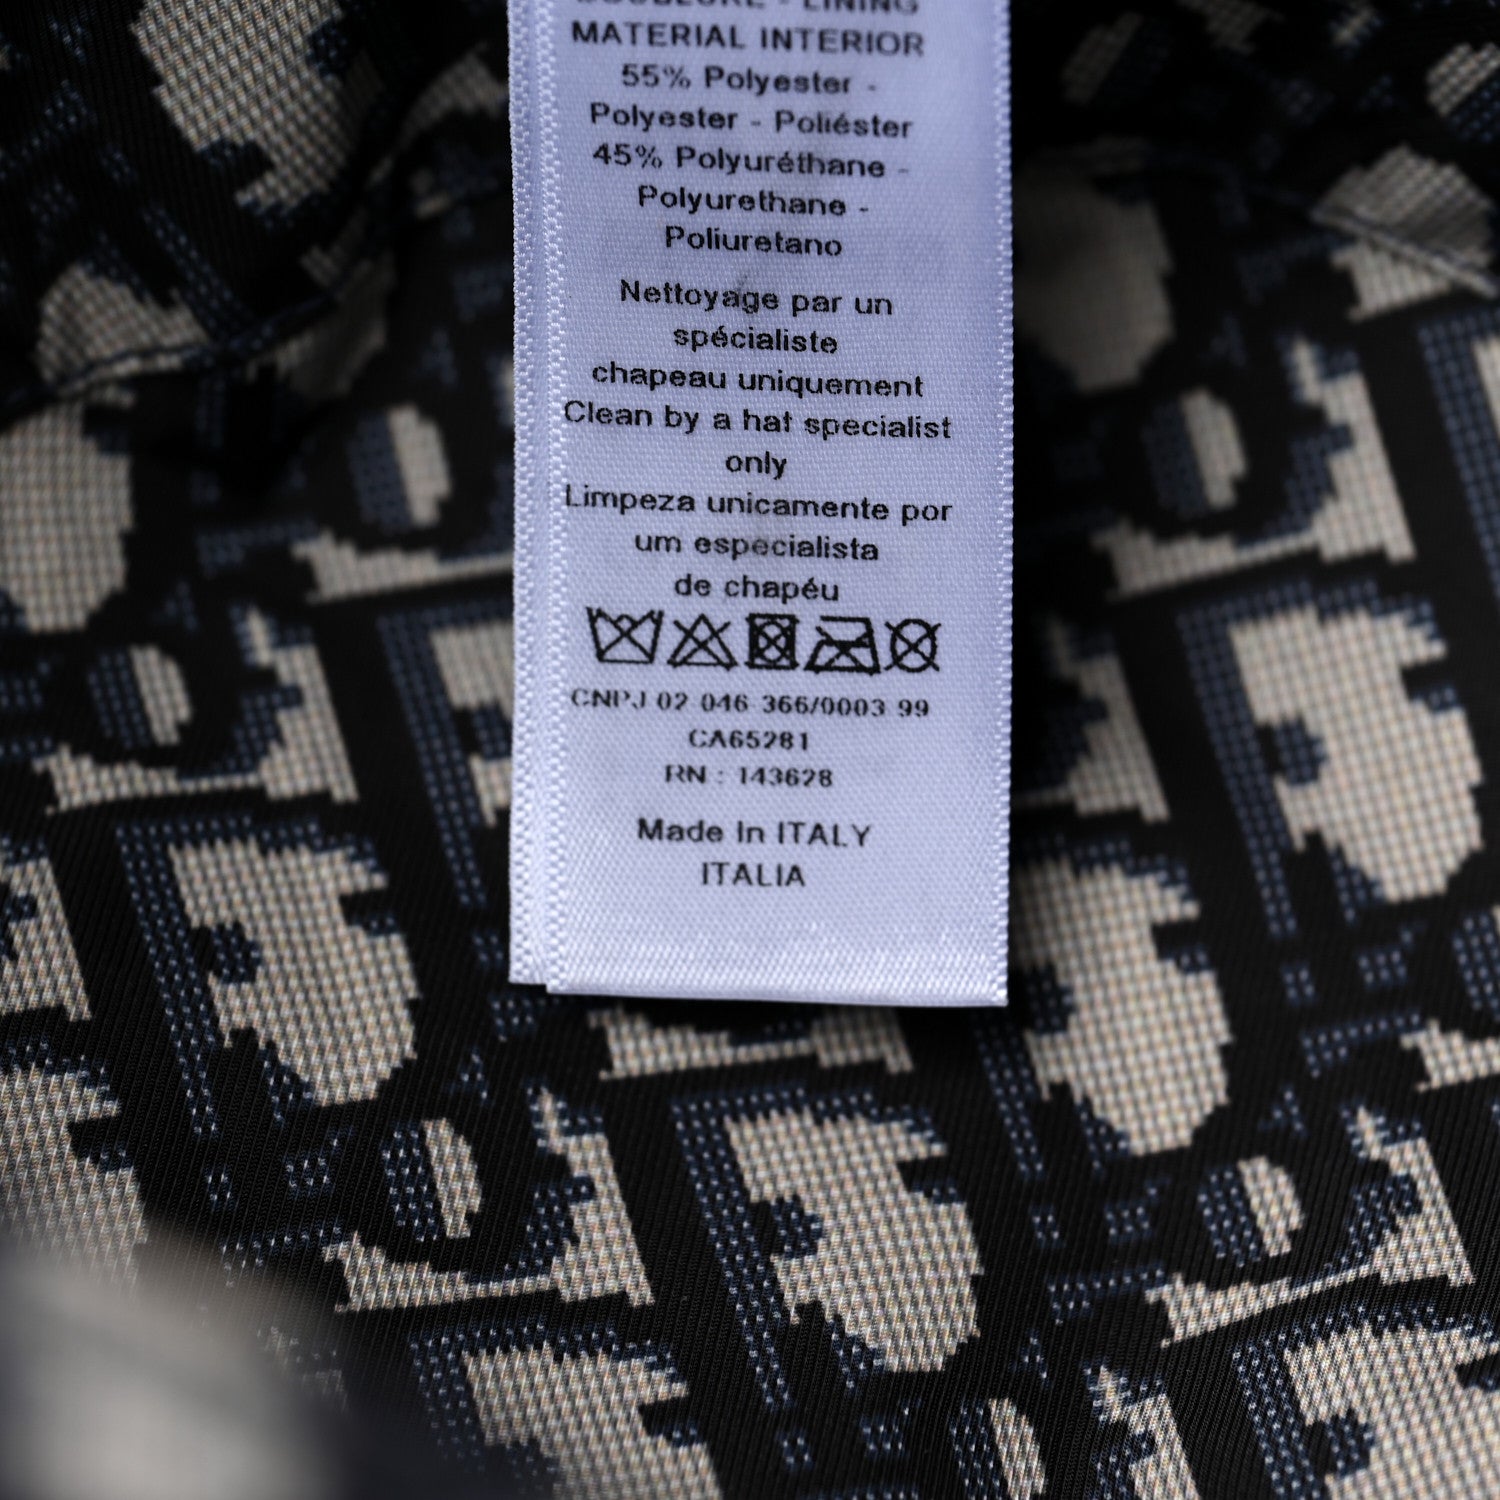 DOUBLURE - LINING
MATERIAL INTERIOR
55% Polyester -
Polyester - Poliéster
45% Polyuréthane -
Polyurethane -
Poliuretano
Nettoyage par un
spécialiste
chapeau uniquement
Clean by a hat specialist
only
Limpeza unicamente por
um especialista
de chapéu
CNPJ 02 046 366/0003 99
CA65281
RN : 143628
Made In ITALY
ITALIA